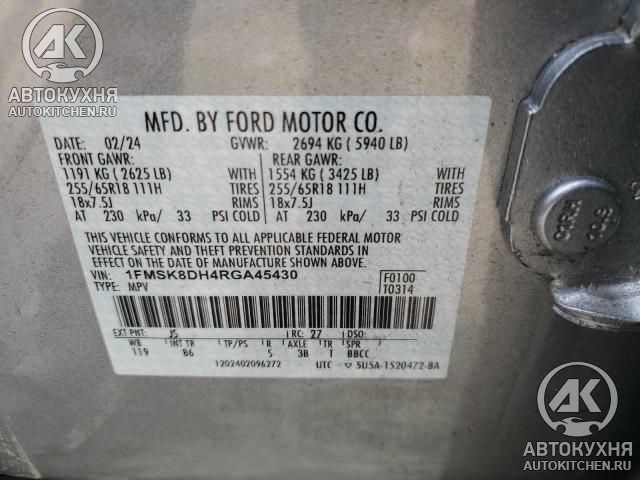 AK
АВТОКУХНЯ
AUTOKITCHEN.RU
MFD. BY FORD MOTOR CO.
DATE: 02/24 GVWR: 2694 KG ( 5940 LB)
FRONT GAWR: REAR GAWR:
1191 KG ( 2625 LB) WITH 1554 KG ( 3425 LB) WITH
255/65R18 111H TIRES 255/65R18 111H TIRES
18x7.5J RIMS 18x7.5J RIMS
AT 230 kPa/ 33 PSI COLD AT 230 kPa/ 33 PSI COLD
THIS VEHICLE CONFORMS TO ALL APPLICABLE FEDERAL MOTOR
VEHICLE SAFETY AND THEFT PREVENTION STANDARDS
IN EFFECT ON THE DATE OF MANUFACTURE SHOWN ABOVE.
VIN: 1FMSK8DH4RGA45430 F0100
TYPE: MPV T0314
EXT PNT: JS RC: 27 DSO:
WB INT TR TP/PS R AXLE TR SPR
119 86 5 3B T BBCC
1202402096272 UTC ▽ 5U5A-1520472-BA
AK
АВТОКУХНЯ
AUTOKITCHEN.RU